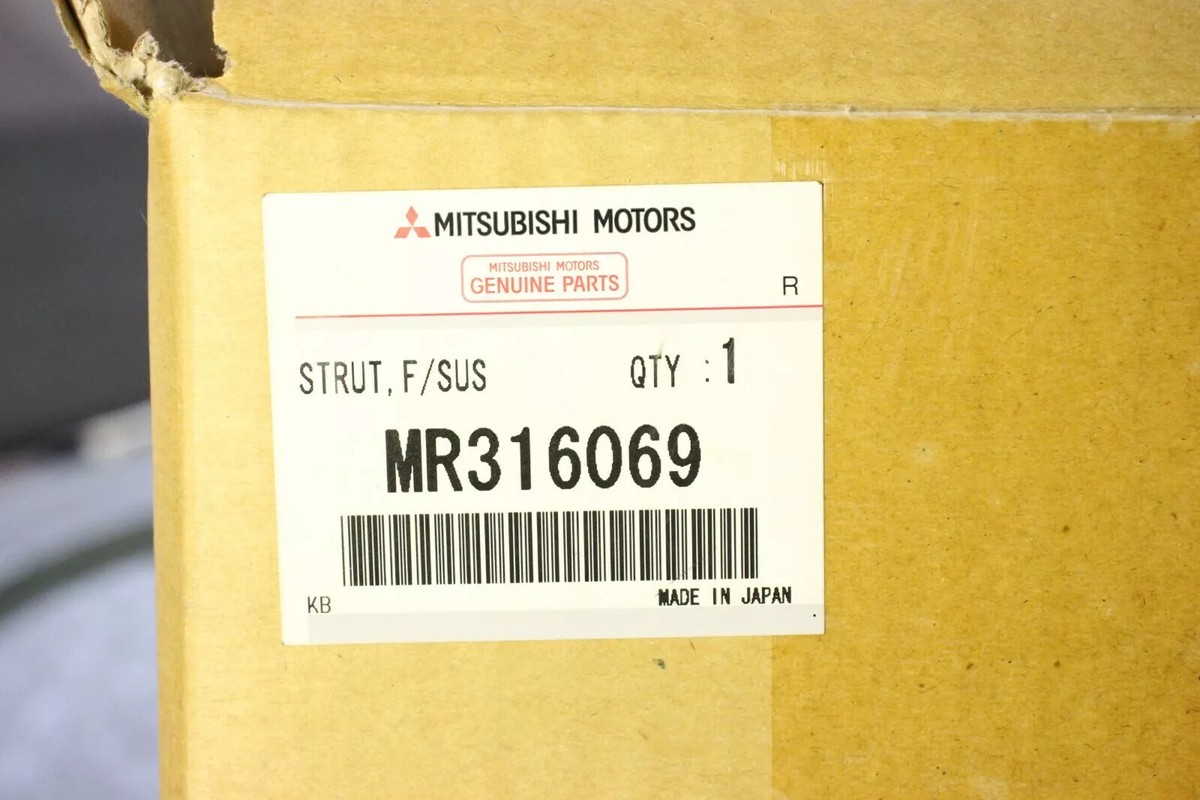 MITSUBISHI MOTORS
MITSUBISHI MOTORS
GENUINE PARTS
R
STRUT, F/SUS QTY : 1
MR316069
KB MADE IN JAPAN